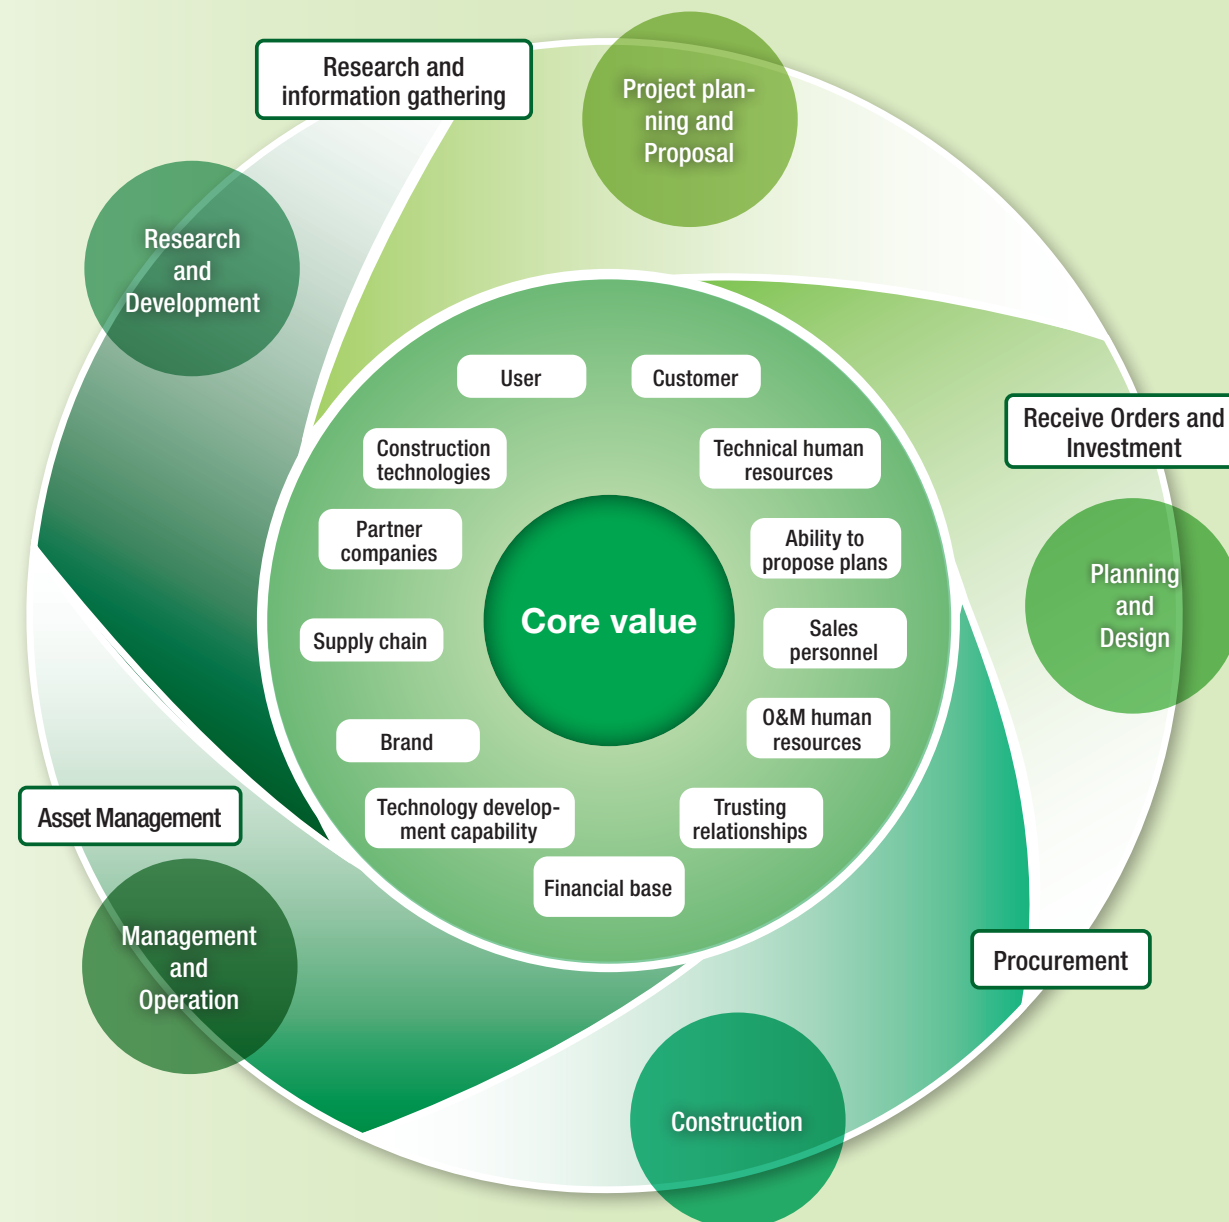 Research and
information gathering
Project plan-
ning and
Proposal
Research
and
Development
Receive Orders and
Investment
Planning
and
Design
Procurement
Construction
Asset Management
Management
and
Operation
User
Customer
Construction
technologies
Technical human
resources
Partner
companies
Ability to
propose plans
Core value
Supply chain
Sales
personnel
Brand
O&M human
resources
Technology develop-
ment capability
Trusting
relationships
Financial base